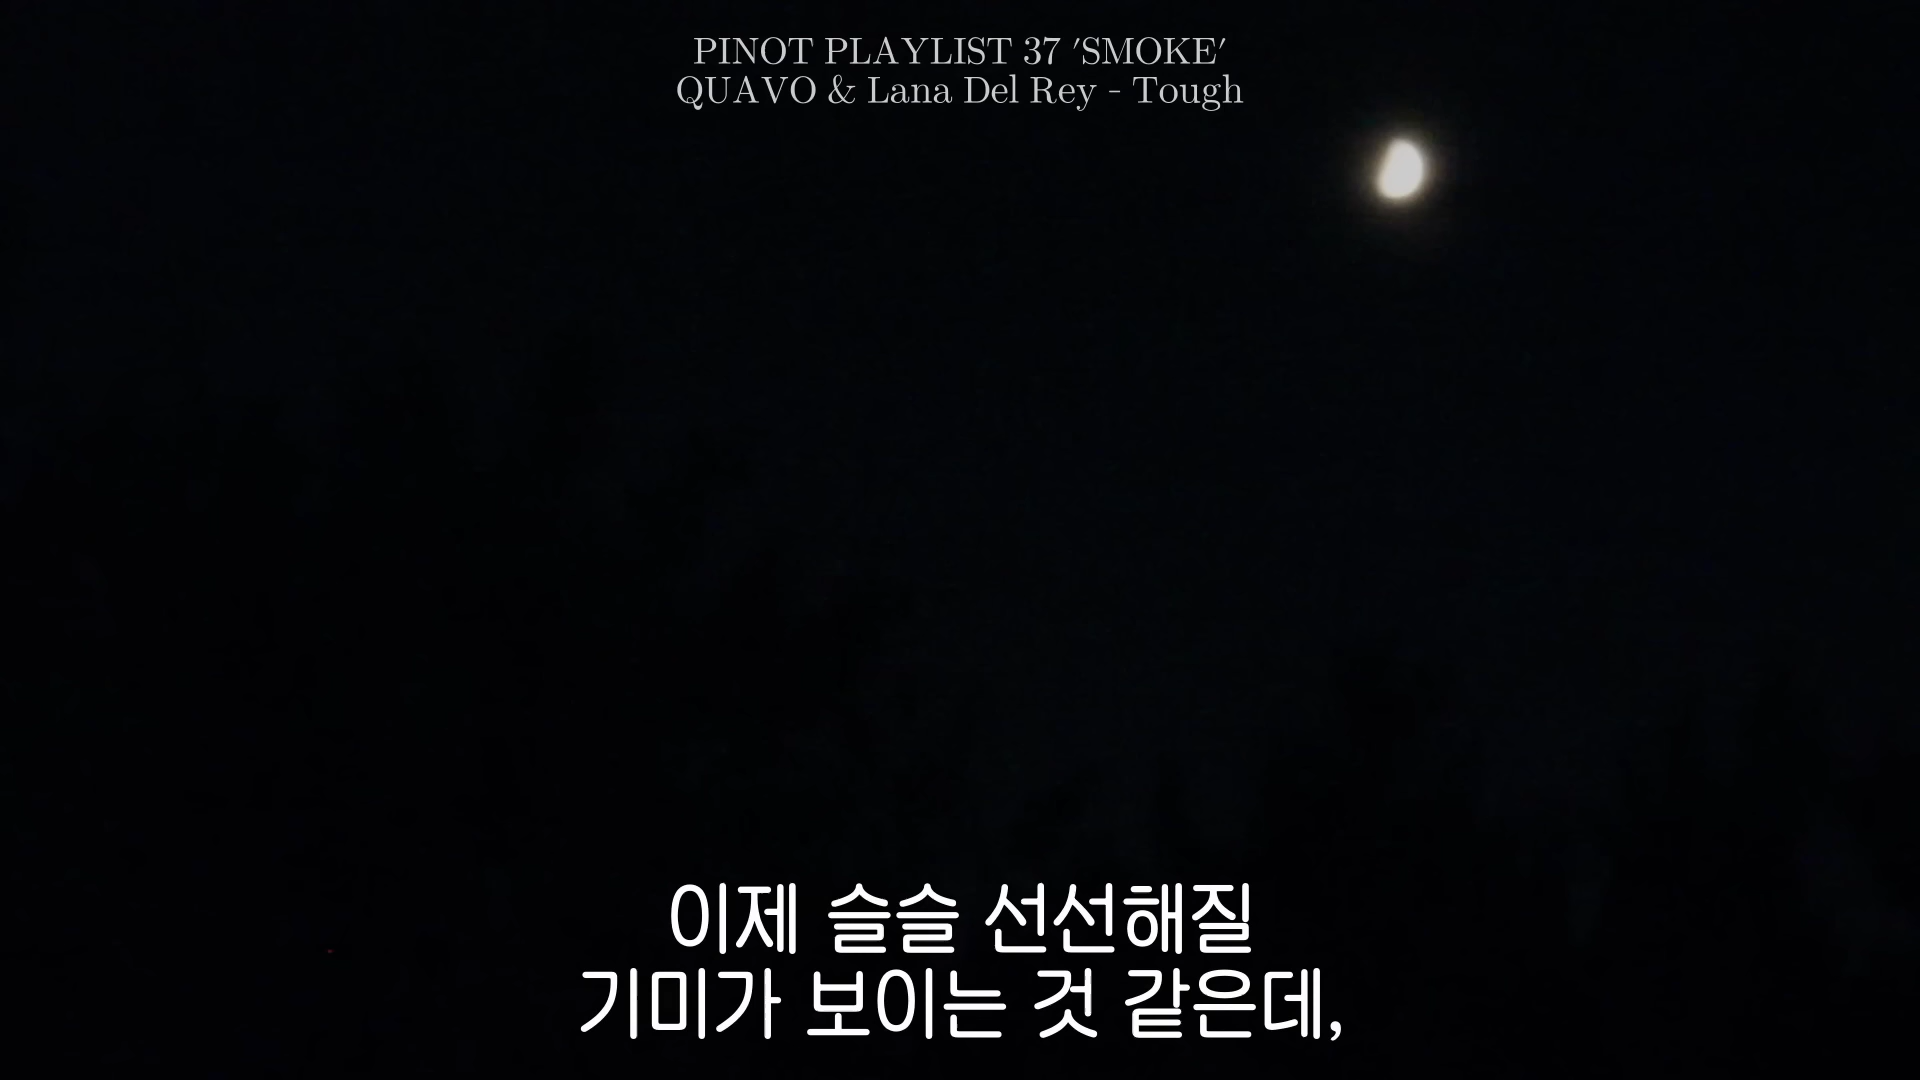 PINOT PLAYLIST 37 'SMOKE'
QUAVO & Lana Del Rey - Tough
이제 슬슬 선선해질
기미가 보이는 것 같은데,